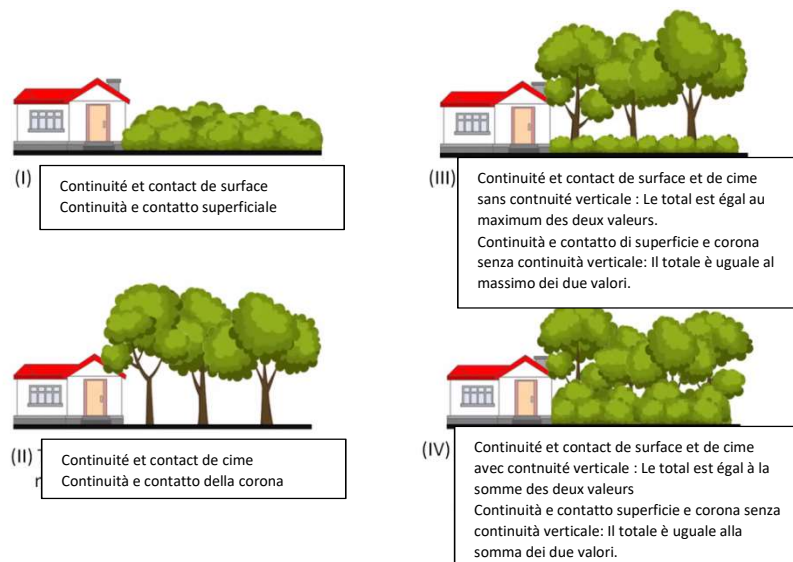 (I)
Continuité et contact de surface
Continuità e contatto superficiale
(II)
Continuité et contact de cime
Continuità e contatto della corona
(III)
Continuité et contact de surface et de cime
sans contnuité verticale : Le total est égal au
maximum des deux valeurs.
Continuità e contatto di superficie e corona
senza continuità verticale: Il totale è uguale al
massimo dei due valori.
(IV)
Continuité et contact de surface et de cime
avec contnuité verticale : Le total est égal à la
somme des deux valeurs
Continuità e contatto superficie e corona senza
continuità verticale: Il totale è uguale alla
somma dei due valori.